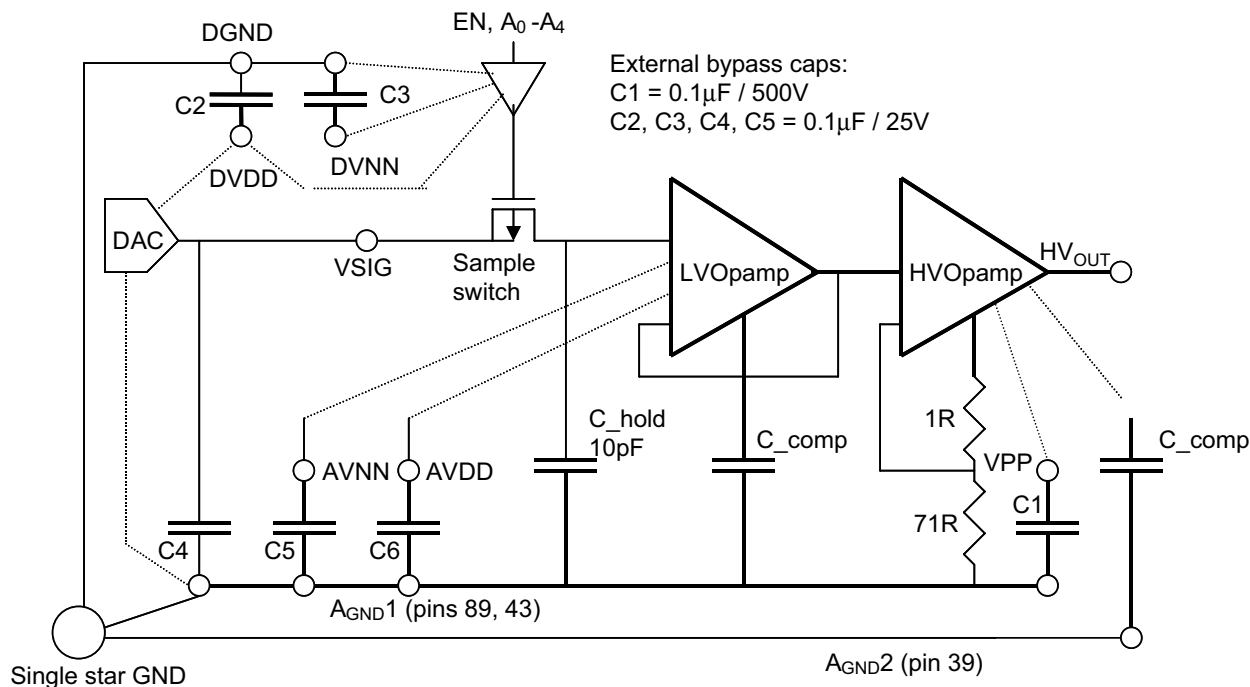 EN, A0 -A4
DGND
External bypass caps:
C1 = 0.1μF / 500V
C2, C3, C4, C5 = 0.1μF / 25V
C2
C3
DVDD
DVNN
DAC
VSIG
Sample
switch
LVOpamp
HVOpamp
HVOUT
C_hold
10pF
C_comp
1R
VPP
C_comp
AVNN
AVDD
C1
71R
C4
C5
C6
AGND1 (pins 89, 43)
AGND2 (pin 39)
Single star GND